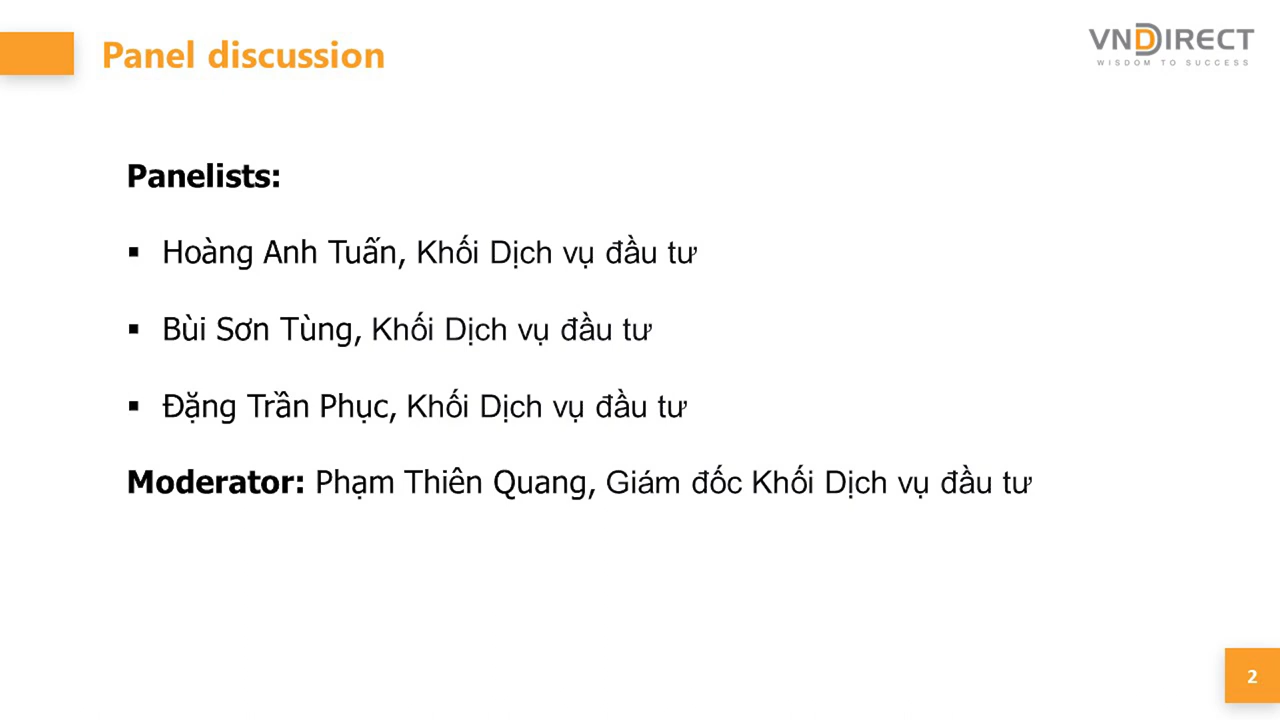 Panel discussion
VNDIRECT
WISDOM TO SUCCESS
Panelists:
▪ Hoàng Anh Tuấn, Khối Dịch vụ đầu tư
▪ Bùi Sơn Tùng, Khối Dịch vụ đầu tư
▪ Đặng Trần Phục, Khối Dịch vụ đầu tư
Moderator: Phạm Thiên Quang, Giám đốc Khối Dịch vụ đầu tư
2